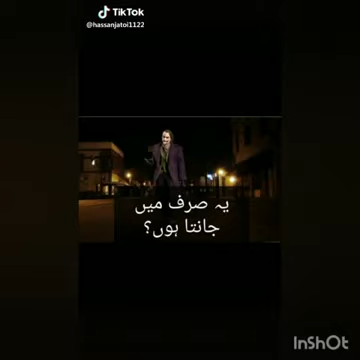 TikTok
@hassanjatoi1122
یہ صرف میں
جانتا ہوں؟
InShOt